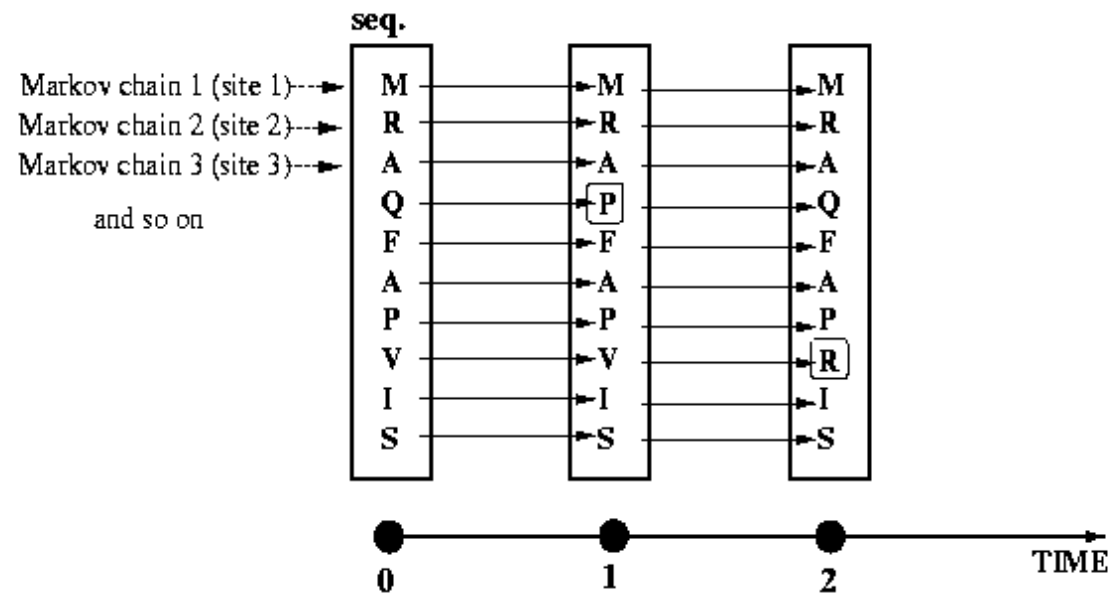 seq.
Markov chain 1 (site 1) M M M
Markov chain 2 (site 2) R R R
Markov chain 3 (site 3) A A A
and so on Q P Q
F F F
A A A
P P P
V V R
I I I
S S S
TIME
0 1 2